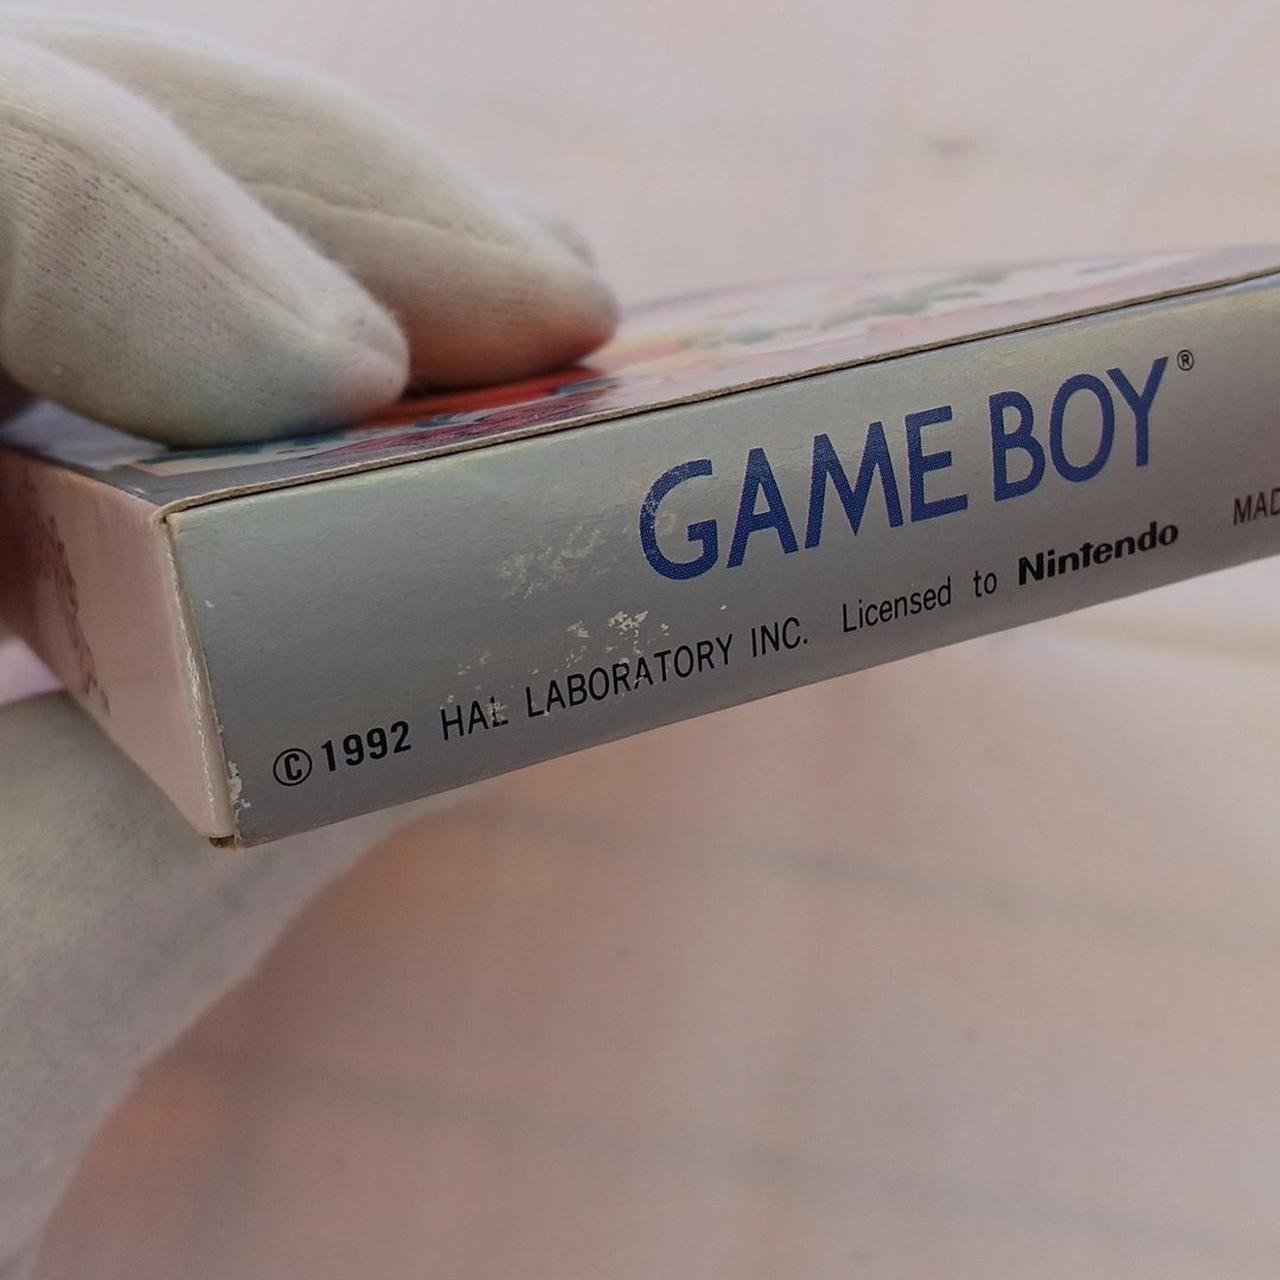 GAME BOY®
©1992 HAL LABORATORY INC. Licensed to Nintendo